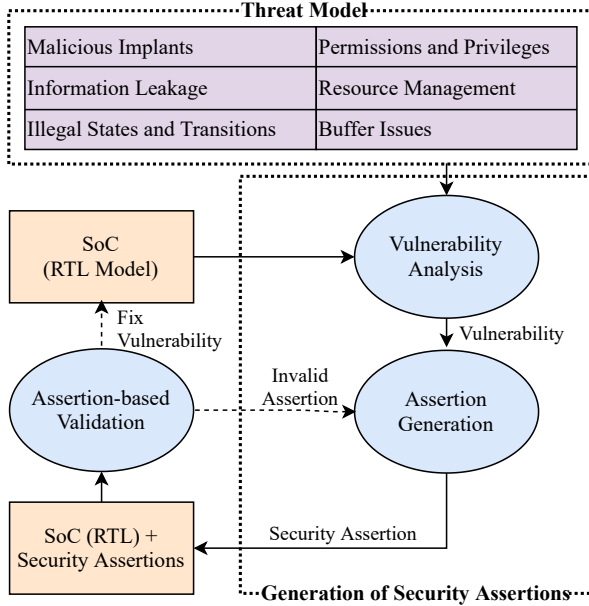 Threat Model
Malicious Implants
Permissions and Privileges
Information Leakage
Resource Management
Illegal States and Transitions
Buffer Issues
SoC
(RTL Model)
Vulnerability
Analysis
Fix
Vulnerability
Vulnerability
Assertion-based
Validation
Invalid
Assertion
Assertion
Generation
SoC (RTL) +
Security Assertions
Security Assertion
Generation of Security Assertions